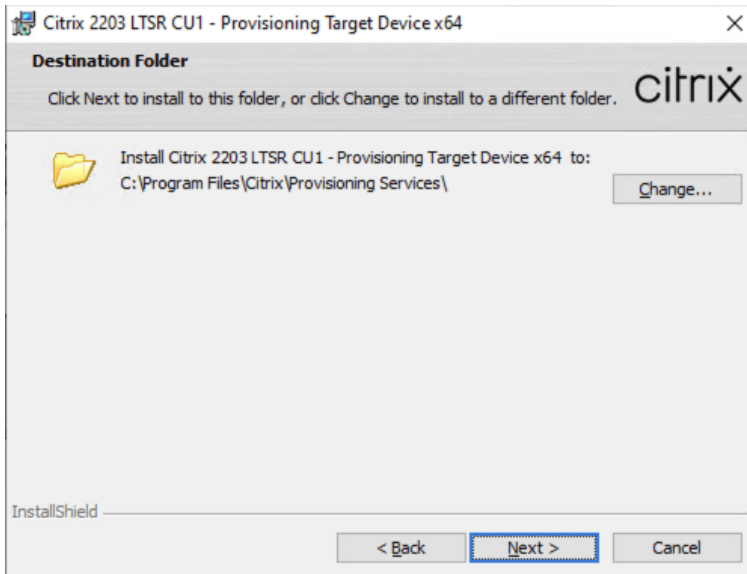 Citrix 2203 LTSR CU1 - Provisioning Target Device x64
Destination Folder
Click Next to install to this folder, or click Change to install to a different folder.
citrix
Install Citrix 2203 LTSR CU1 - Provisioning Target Device x64 to:
C:\Program Files\Citrix\Provisioning Services\
Change...
InstallShield
< Back
Next >
Cancel